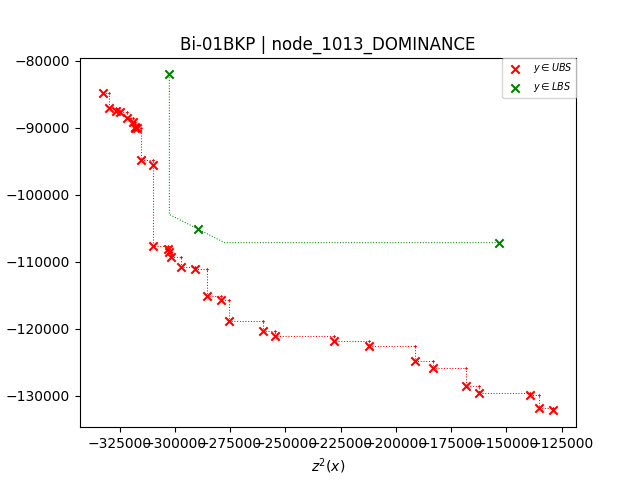 Bi-01BKP | node_1013_DOMINANCE
y ∈ UBS
y ∈ LBS
−80000
−90000
−100000
−110000
−120000
−130000
−325000 −300000 −275000 −250000 −225000 −200000 −175000 −150000 −125000
z²(x)